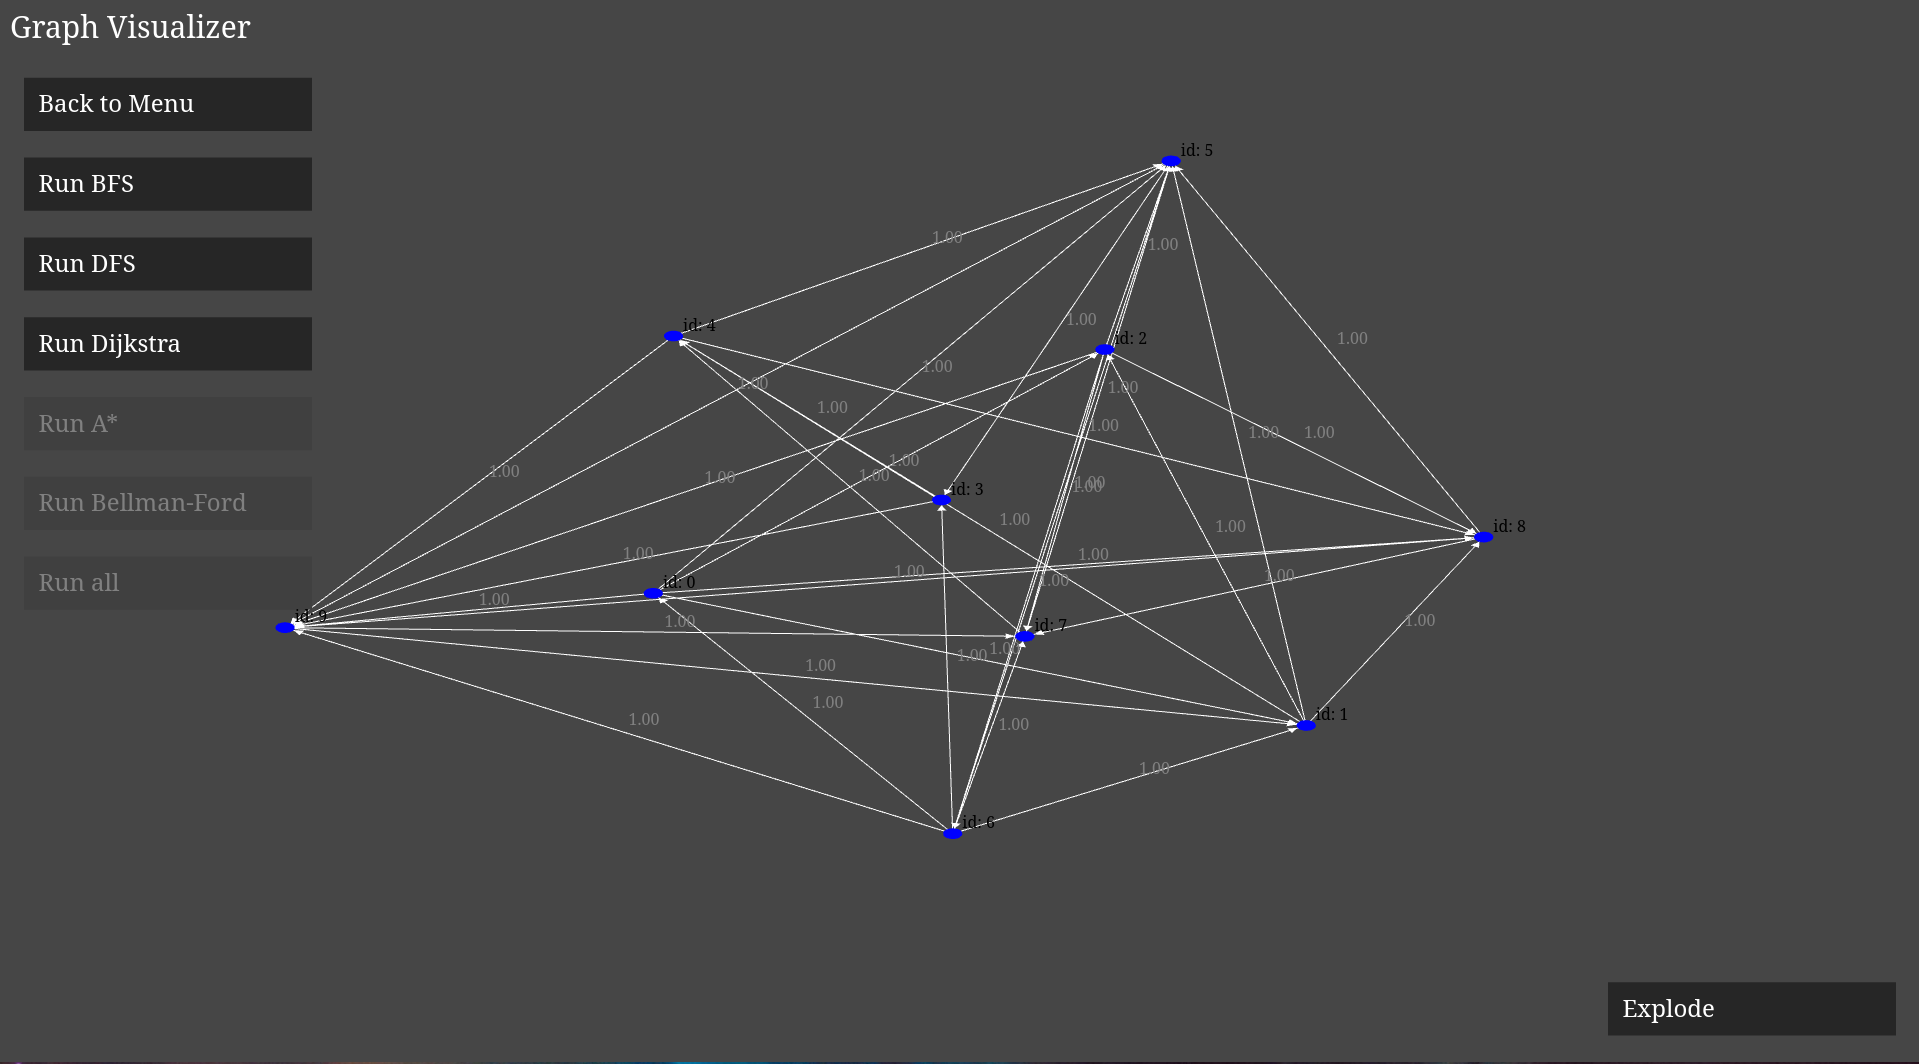 Graph Visualizer
Back to Menu
Run BFS
Run DFS
Run Dijkstra
Run A*
Run Bellman-Ford
Run all
id: 5
1.00
1.00
id: 4
1.00
id: 2
1.00
1.00
1.00
1.00
1.00
1.00
1.00
1.00
1.00
1.00
1.00
1.00
1.00
1.00
id: 3
1.00
id: 8
1.00
1.00
1.00
1.00
1.00
1.00
id: 0
1.00
id: 9
1.00
1.00
id: 7
1.00
1.00
1.00
1.00
id: 1
1.00
1.00
1.00
id: 6
Explode